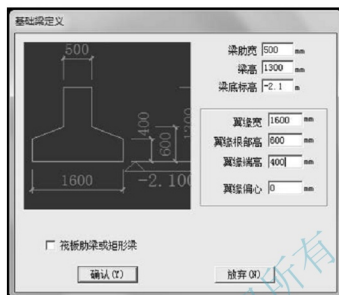 基础梁定义
500
400
600
1300
1600
-2.100
梁肋宽 500 mm
梁高 1300 mm
梁底标高 -2.1 m
翼缘宽 1600 mm
翼缘根部高 600 mm
翼缘端高 400 mm
翼缘偏心 0 mm
筏板肋梁或矩形梁
确认(Y)
放弃(N)
所有